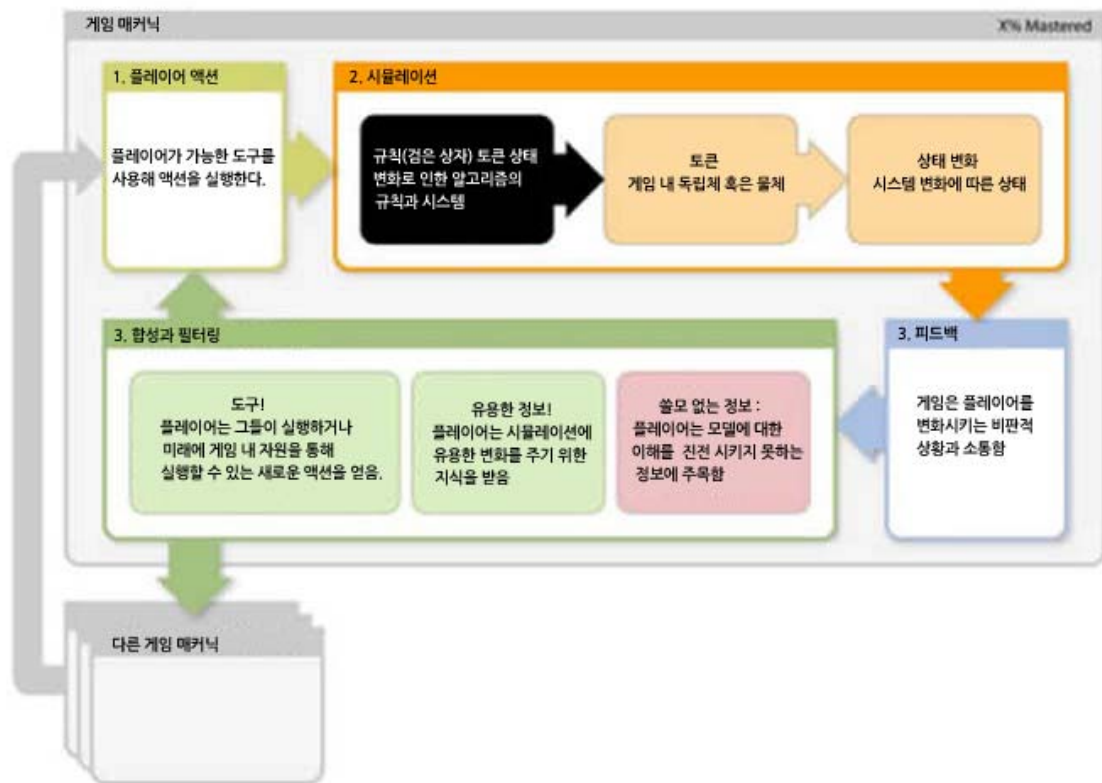 게임 매커닉
X% Mastered
1. 플레이어 액션
플레이어가 가능한 도구를
사용해 액션을 실행한다.
2. 시뮬레이션
규칙(검은 상자) 토큰 상태
변화로 인한 알고리즘의
규칙과 시스템
토큰
게임 내 독립체 혹은 물체
상태 변화
시스템 변화에 따른 상태
3. 피드백
게임은 플레이어를
변화시키는 비판적
상황과 소통함
3. 합성과 필터링
도구!
플레이어는 그들이 실행하거나
미래에 게임 내 자원을 통해
실행할 수 있는 새로운 액션을 얻음.
유용한 정보!
플레이어는 시뮬레이션에
유용한 변화를 주기 위한
지식을 받음
쓸모 없는 정보 :
플레이어는 모델에 대한
이해를 진전 시키지 못하는
정보에 주목함
다른 게임 매커닉